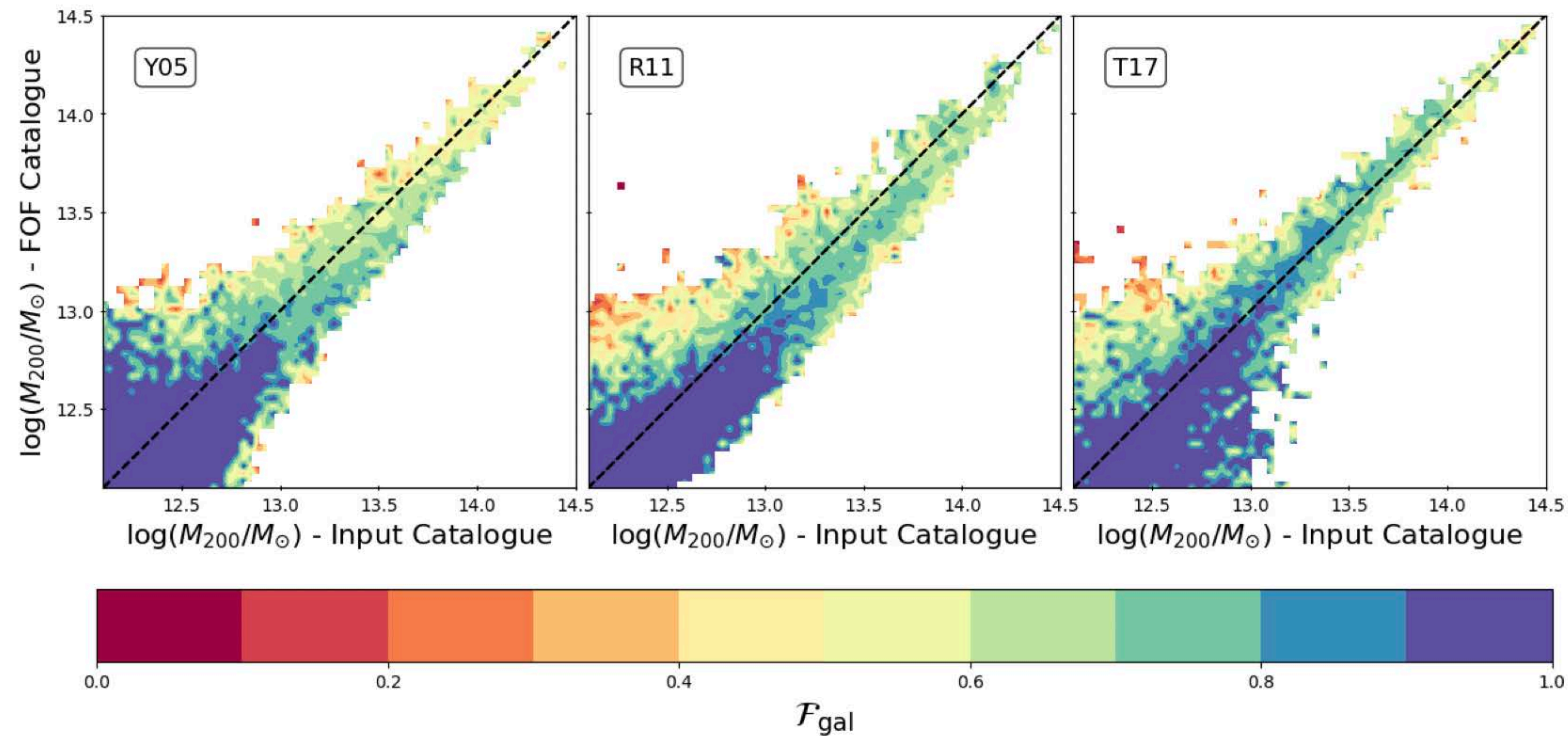 Y05
R11
T17
log(M₂₀₀/M⊙) - FOF Catalogue
14.5
14.0
13.5
13.0
12.5
12.5 13.0 13.5 14.0 14.5
12.5 13.0 13.5 14.0 14.5
12.5 13.0 13.5 14.0 14.5
log(M₂₀₀/M⊙) - Input Catalogue
log(M₂₀₀/M⊙) - Input Catalogue
log(M₂₀₀/M⊙) - Input Catalogue
0.0 0.2 0.4 0.6 0.8 1.0
𝓕gal